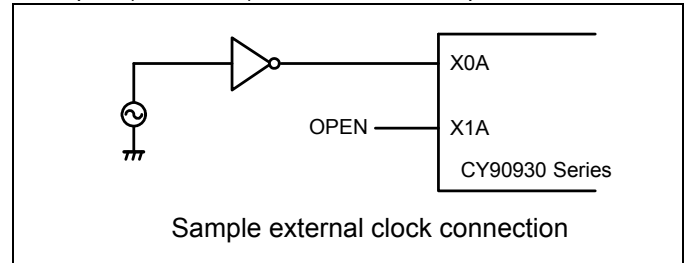 X0A
OPEN
X1A
CY90930 Series
Sample external clock connection